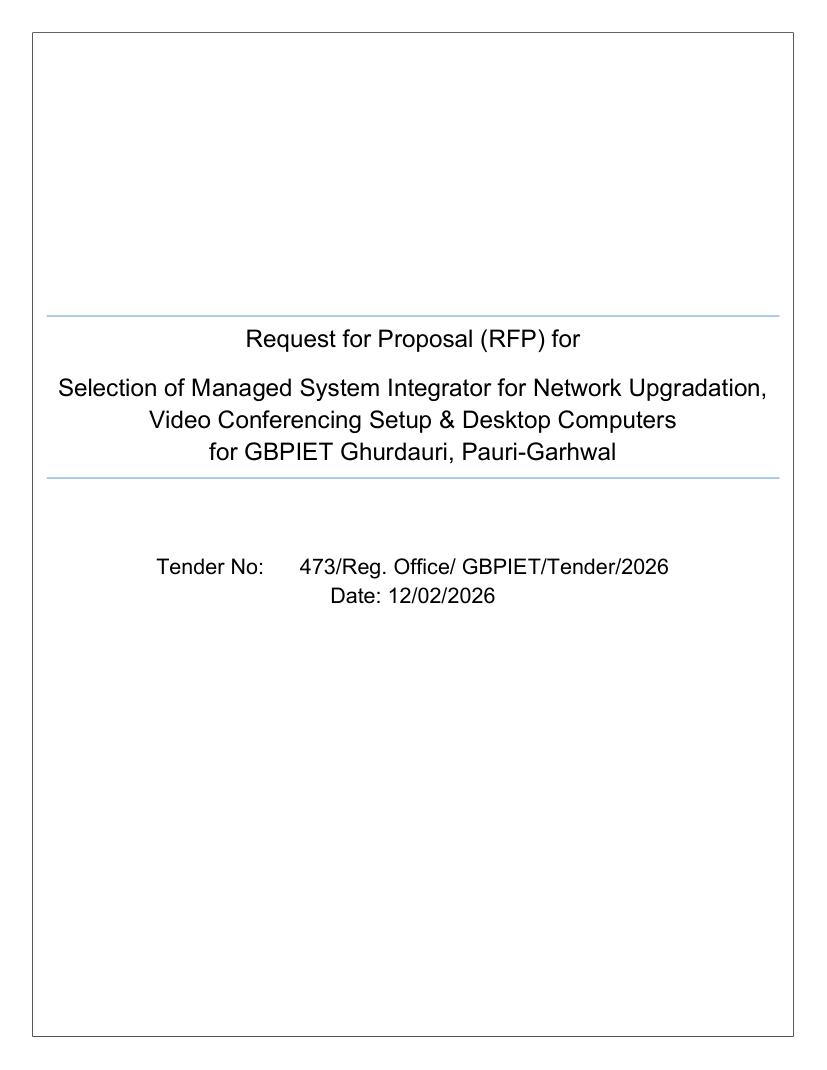 Request for Proposal (RFP) for
Selection of Managed System Integrator for Network Upgradation,
Video Conferencing Setup & Desktop Computers
for GBPIET Ghurdauri, Pauri-Garhwal
Tender No: 473/Reg. Office/ GBPIET/Tender/2026
Date: 12/02/2026